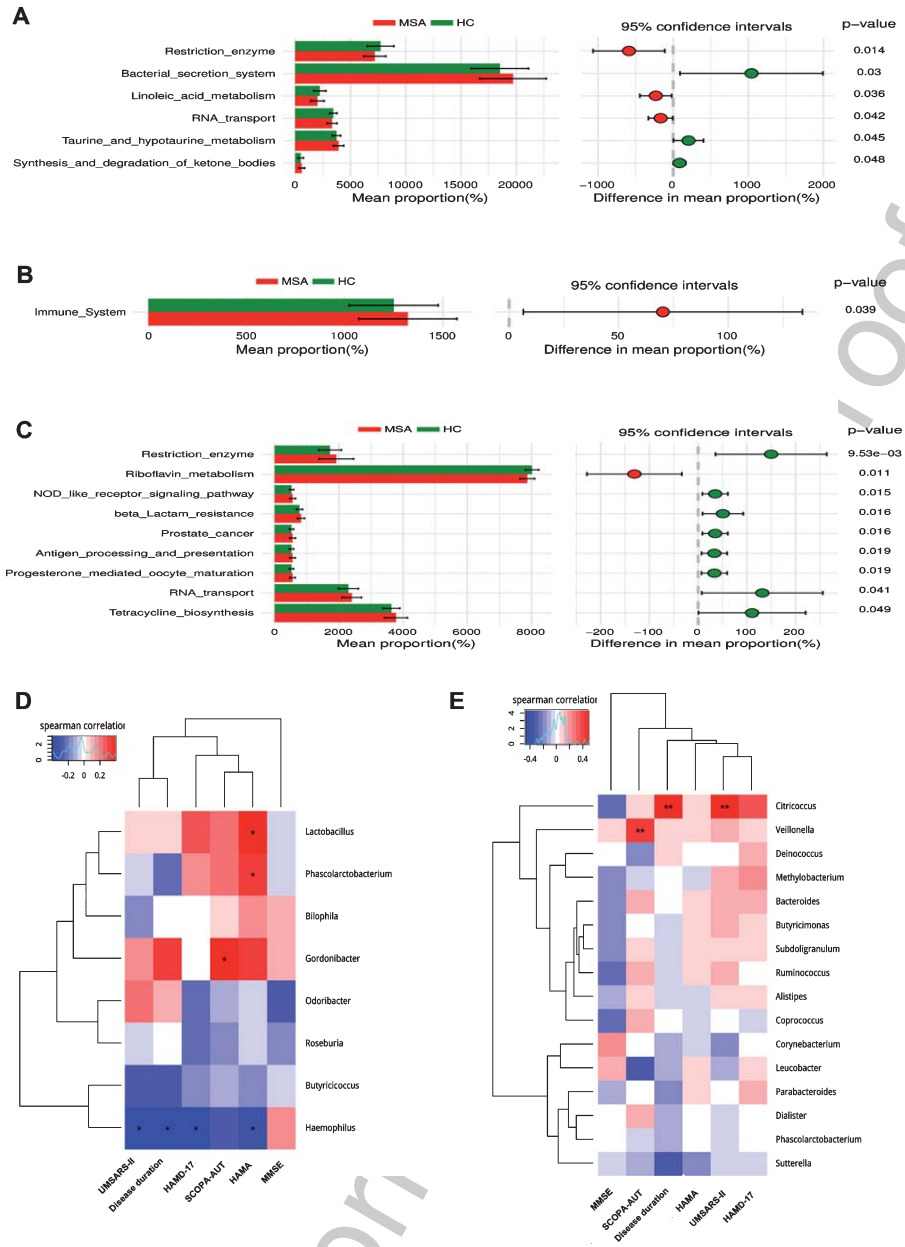 A
MSA HC
95% confidence intervals
p-value
Restriction_enzyme
0.014
Bacterial_secretion_system
0.03
Linoleic_acid_metabolism
0.036
RNA_transport
0.042
Taurine_and_hypotaurine_metabolism
0.045
Synthesis_and_degradation_of_ketone_bodies
0.048
0 5000 10000 15000 20000
−1000 0 1000 2000
Mean proportion(%)
Difference in mean proportion(%)
B
MSA HC
95% confidence intervals
p-value
Immune_System
0.039
0 500 1000 1500
0 50 100
Mean proportion(%)
Difference in mean proportion(%)
C
MSA HC
95% confidence intervals
p-value
Restriction_enzyme
9.53e−03
Riboflavin_metabolism
0.011
NOD_like_receptor_signaling_pathway
0.015
beta_Lactam_resistance
0.016
Prostate_cancer
0.016
Antigen_processing_and_presentation
0.019
Progesterone_mediated_oocyte_maturation
0.019
RNA_transport
0.041
Tetracycline_biosynthesis
0.049
0 2000 4000 6000 8000
−200 −100 0 100 200
Mean proportion(%)
Difference in mean proportion(%)
D
spearman correlation
0 2
-0.2 0 0.2
*
Lactobacillus
*
Phascolarctobacterium
Bilophila
*
Gordonibacter
Odoribacter
Roseburia
Butyricicoccus
* * * *
Haemophilus
UMSARS-II
Disease duration
HAMD-17
SCOPA-AUT
HAMA
MMSE
E
spearman correlation
0 2 4
-0.4 0 0.4
** **
Citricoccus
**
Veillonella
Deinococcus
Methylobacterium
Bacteroides
Butyricimonas
Subdoligranulum
Ruminococcus
Alistipes
Coprococcus
Corynebacterium
Leucobacter
Parabacteroides
Dialister
Phascolarctobacterium
Sutterella
MMSE
SCOPA-AUT
Disease duration
HAMA
UMSARS-II
HAMD-17